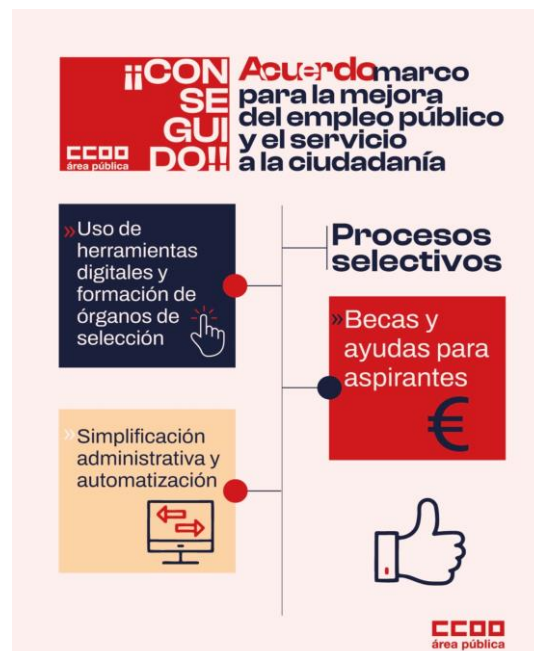 ¡¡CON
SE
GUI
DO!!
CCOO
área pública
Acuerdo marco
para la mejora
del empleo público
y el servicio
a la ciudadanía
Procesos
selectivos
»Uso de
herramientas
digitales y
formación de
órganos de
selección
»Becas y
ayudas para
aspirantes
€
»Simplificación
administrativa y
automatización
CCOO
área pública